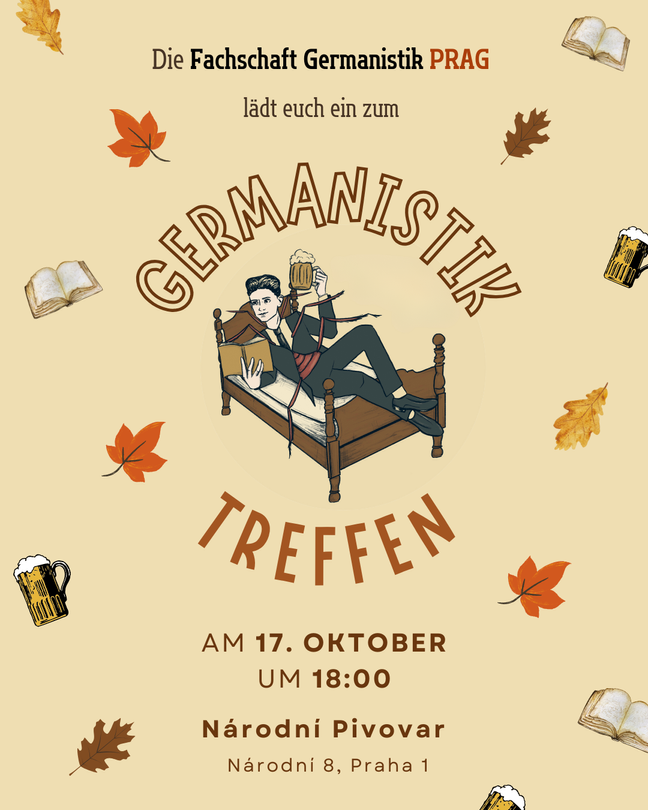 Die Fachschaft Germanistik PRAG
lädt euch ein zum
GERMANISTIK
TREFFEN
AM 17. OKTOBER
UM 18:00
Národní Pivovar
Národní 8, Praha 1